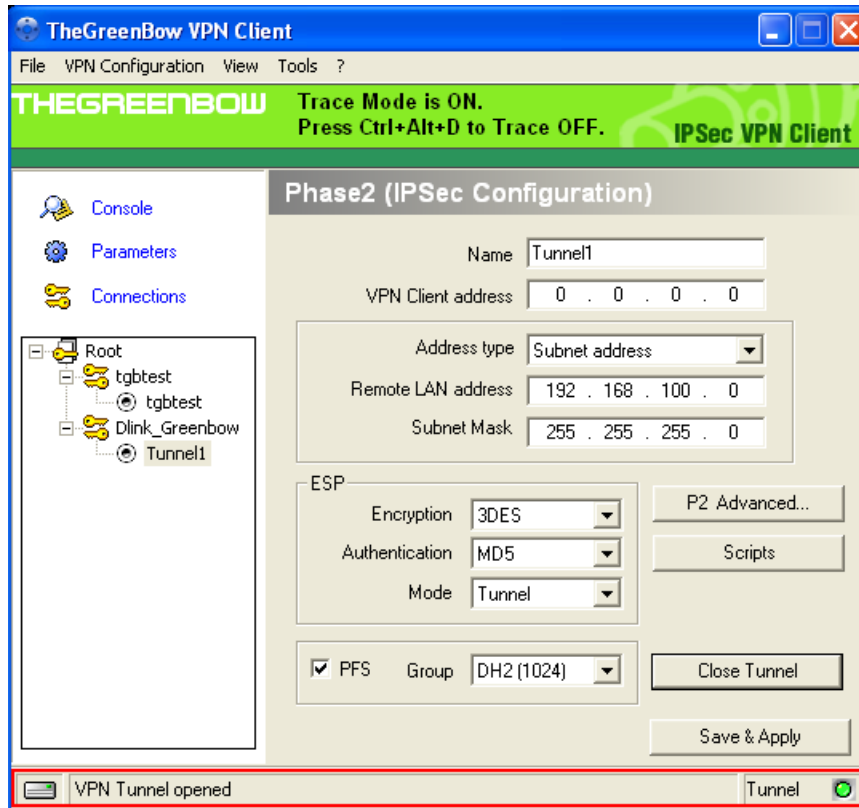 TheGreenBow VPN Client
File VPN Configuration View Tools ?
THEGREENBOW
Trace Mode is ON.
Press Ctrl+Alt+D to Trace OFF.
IPSec VPN Client
Console
Parameters
Connections
Root
tgbtest
tgbtest
Dlink_Greenbow
Tunnel1
Phase2 (IPSec Configuration)
Name Tunnel1
VPN Client address 0 . 0 . 0 . 0
Address type Subnet address
Remote LAN address 192 . 168 . 100 . 0
Subnet Mask 255 . 255 . 255 . 0
ESP
Encryption 3DES
Authentication MD5
Mode Tunnel
P2 Advanced...
Scripts
PFS Group DH2 (1024)
Close Tunnel
Save & Apply
VPN Tunnel opened Tunnel